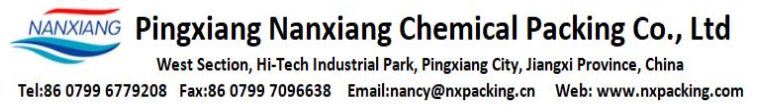 NANXIANG Pingxiang Nanxiang Chemical Packing Co., Ltd
West Section, Hi-Tech Industrial Park, Pingxiang City, Jiangxi Province, China
Tel:86 0799 6779208 Fax:86 0799 7096638 Email:nancy@nxpacking.cn Web: www.nxpacking.com